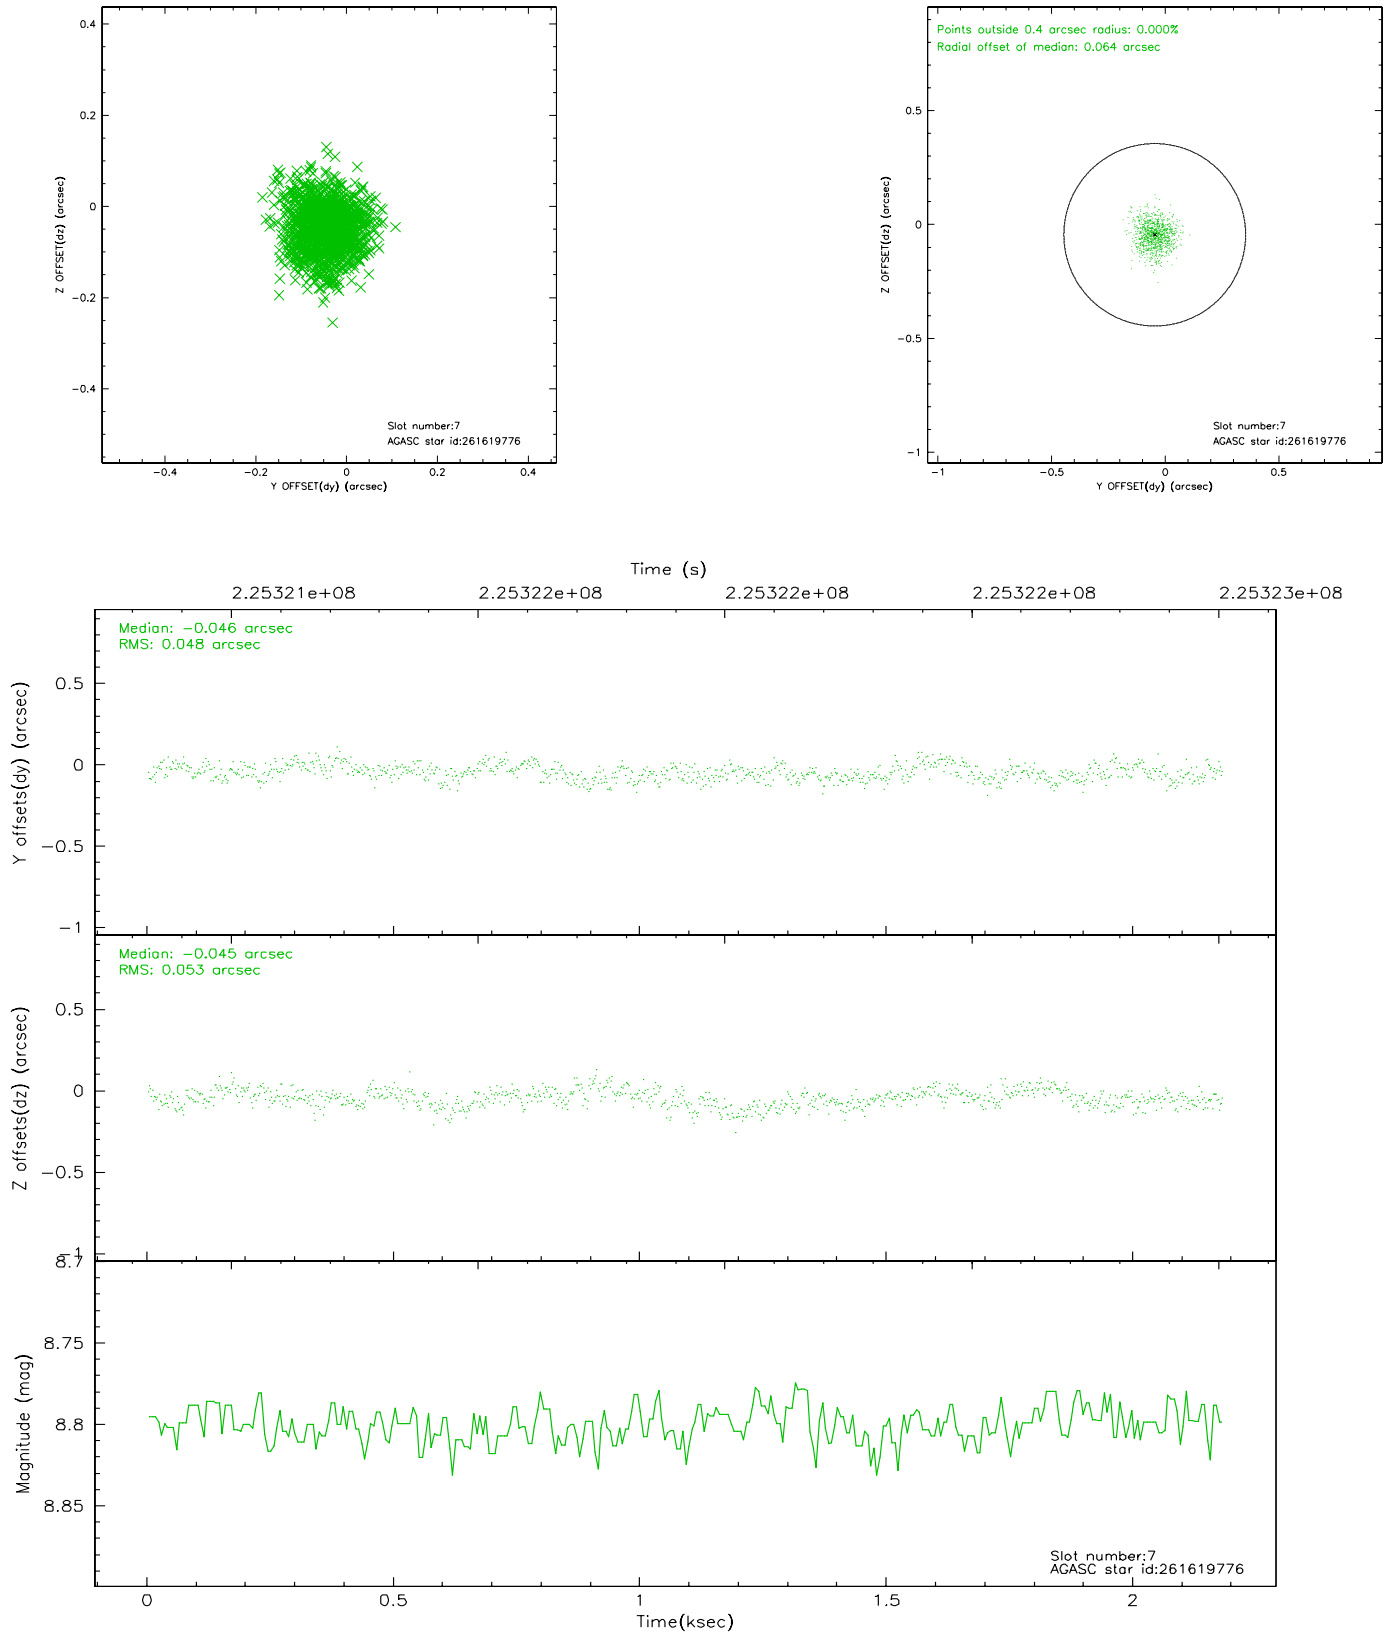 0.4
0.2
0
−0.2
−0.4
Z OFFSET(dz) (arcsec)
Slot number:7
AGASC star id:261619776
−0.4 −0.2 0 0.2 0.4
Y OFFSET(dy) (arcsec)
Points outside 0.4 arcsec radius: 0.000%
Radial offset of median: 0.064 arcsec
0.5
0
−0.5
−1
Z OFFSET(dz) (arcsec)
Slot number:7
AGASC star id:261619776
−1 −0.5 0 0.5
Y OFFSET(dy) (arcsec)
Time (s)
2.25321e+08 2.25322e+08 2.25322e+08 2.25322e+08 2.25323e+08
Median: −0.046 arcsec
RMS: 0.048 arcsec
0.5
0
−0.5
−1
Y offsets(dy) (arcsec)
Median: −0.045 arcsec
RMS: 0.053 arcsec
0.5
0
−0.5
−1
Z offsets(dz) (arcsec)
8.7
8.75
8.8
8.85
Magnitude (mag)
Slot number:7
AGASC star id:261619776
0 0.5 1 1.5 2
Time(ksec)